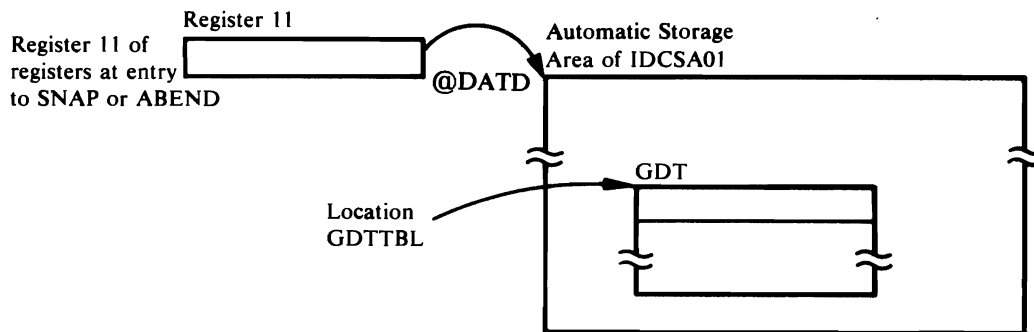 Register 11
Register 11 of
registers at entry
to SNAP or ABEND
@DATD
Automatic Storage
Area of IDCSA01
GDT
Location
GDTTBL